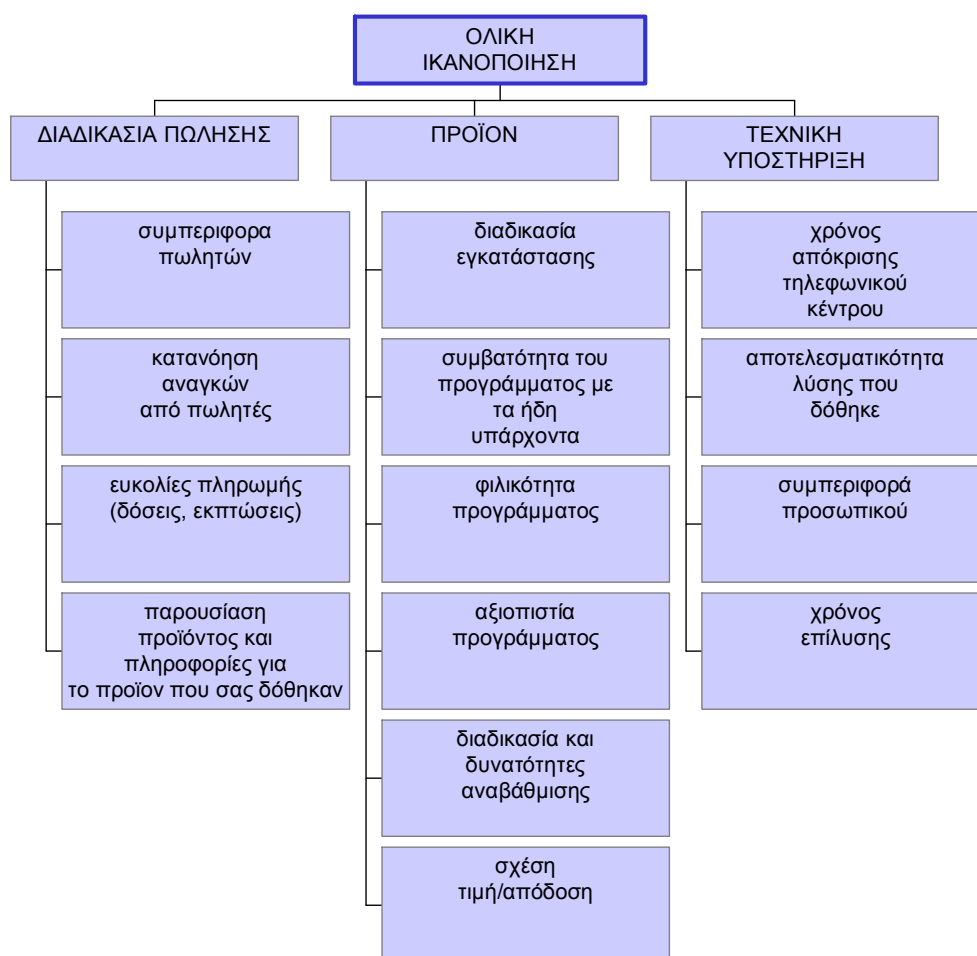 ΟΛΙΚΗ
ΙΚΑΝΟΠΟΙΗΣΗ
ΔΙΑΔΙΚΑΣΙΑ ΠΩΛΗΣΗΣ
συμπεριφορα
πωλητών
κατανόηση
αναγκών
από πωλητές
ευκολίες πληρωμής
(δόσεις, εκπτώσεις)
παρουσίαση
προϊόντος και
πληροφορίες για
το προϊον που σας δόθηκαν
ΠΡΟΪΟΝ
διαδικασία
εγκατάστασης
συμβατότητα του
προγράμματος με
τα ήδη
υπάρχοντα
φιλικότητα
προγράμματος
αξιοπιστία
προγράμματος
διαδικασία και
δυνατότητες
αναβάθμισης
σχέση
τιμή/απόδοση
ΤΕΧΝΙΚΗ
ΥΠΟΣΤΗΡΙΞΗ
χρόνος
απόκρισης
τηλεφωνικού
κέντρου
αποτελεσματικότητα
λύσης που
δόθηκε
συμπεριφορά
προσωπικού
χρόνος
επίλυσης